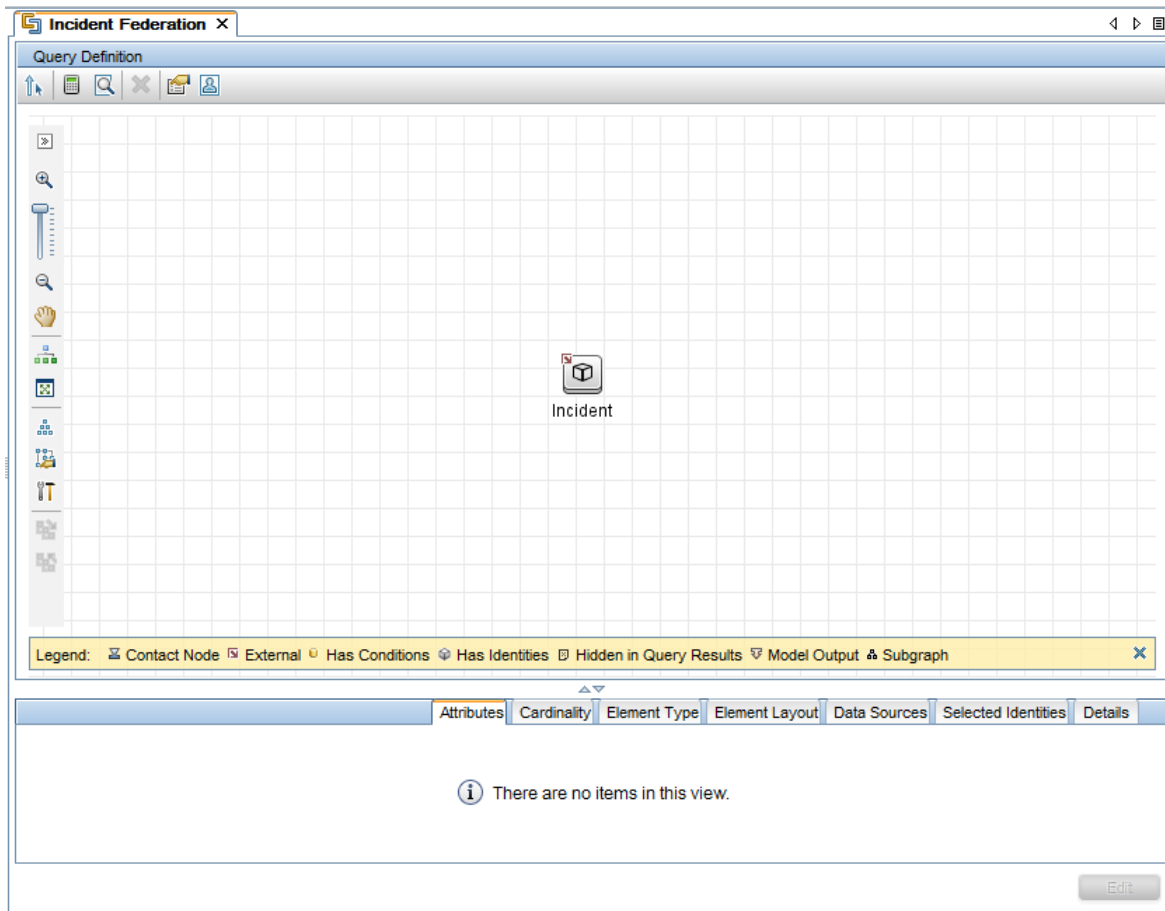 Incident Federation
Query Definition
Incident
Legend: Contact Node External Has Conditions Has Identities Hidden in Query Results Model Output Subgraph
Attributes Cardinality Element Type Element Layout Data Sources Selected Identities Details
There are no items in this view.
Edit